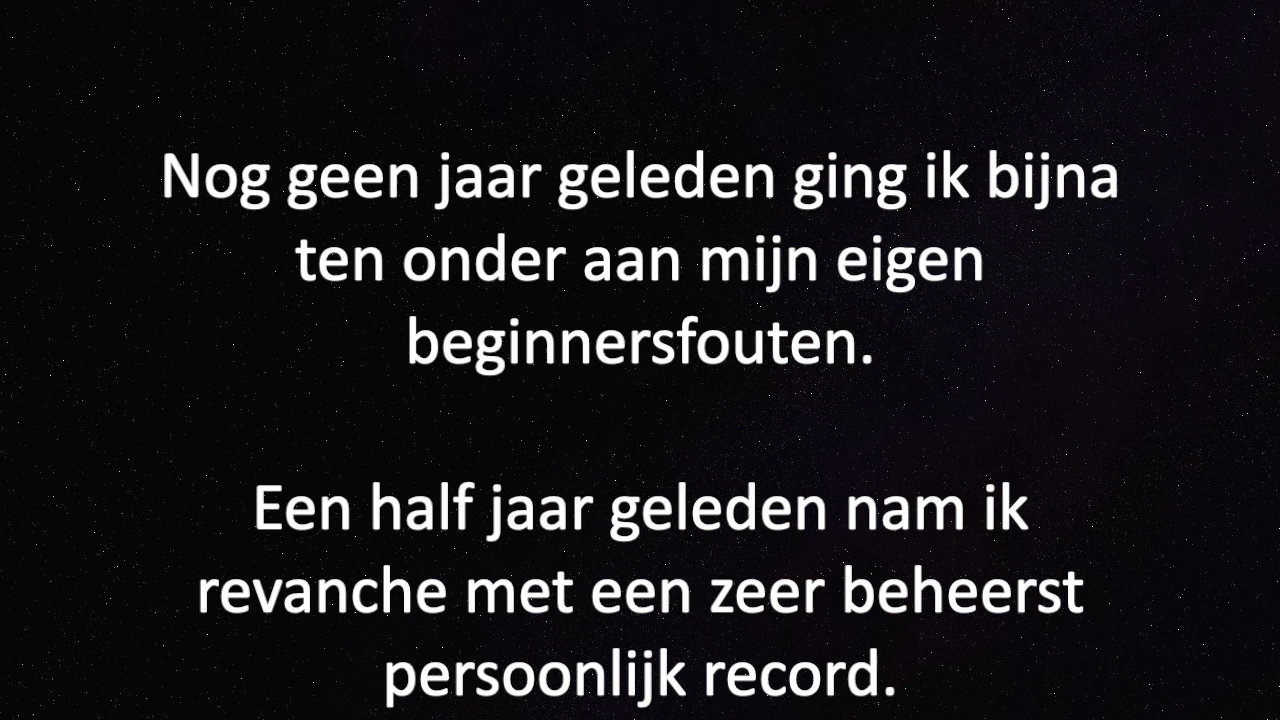 Nog geen jaar geleden ging ik bijna
ten onder aan mijn eigen
beginnersfouten.
Een half jaar geleden nam ik
revanche met een zeer beheerst
persoonlijk record.